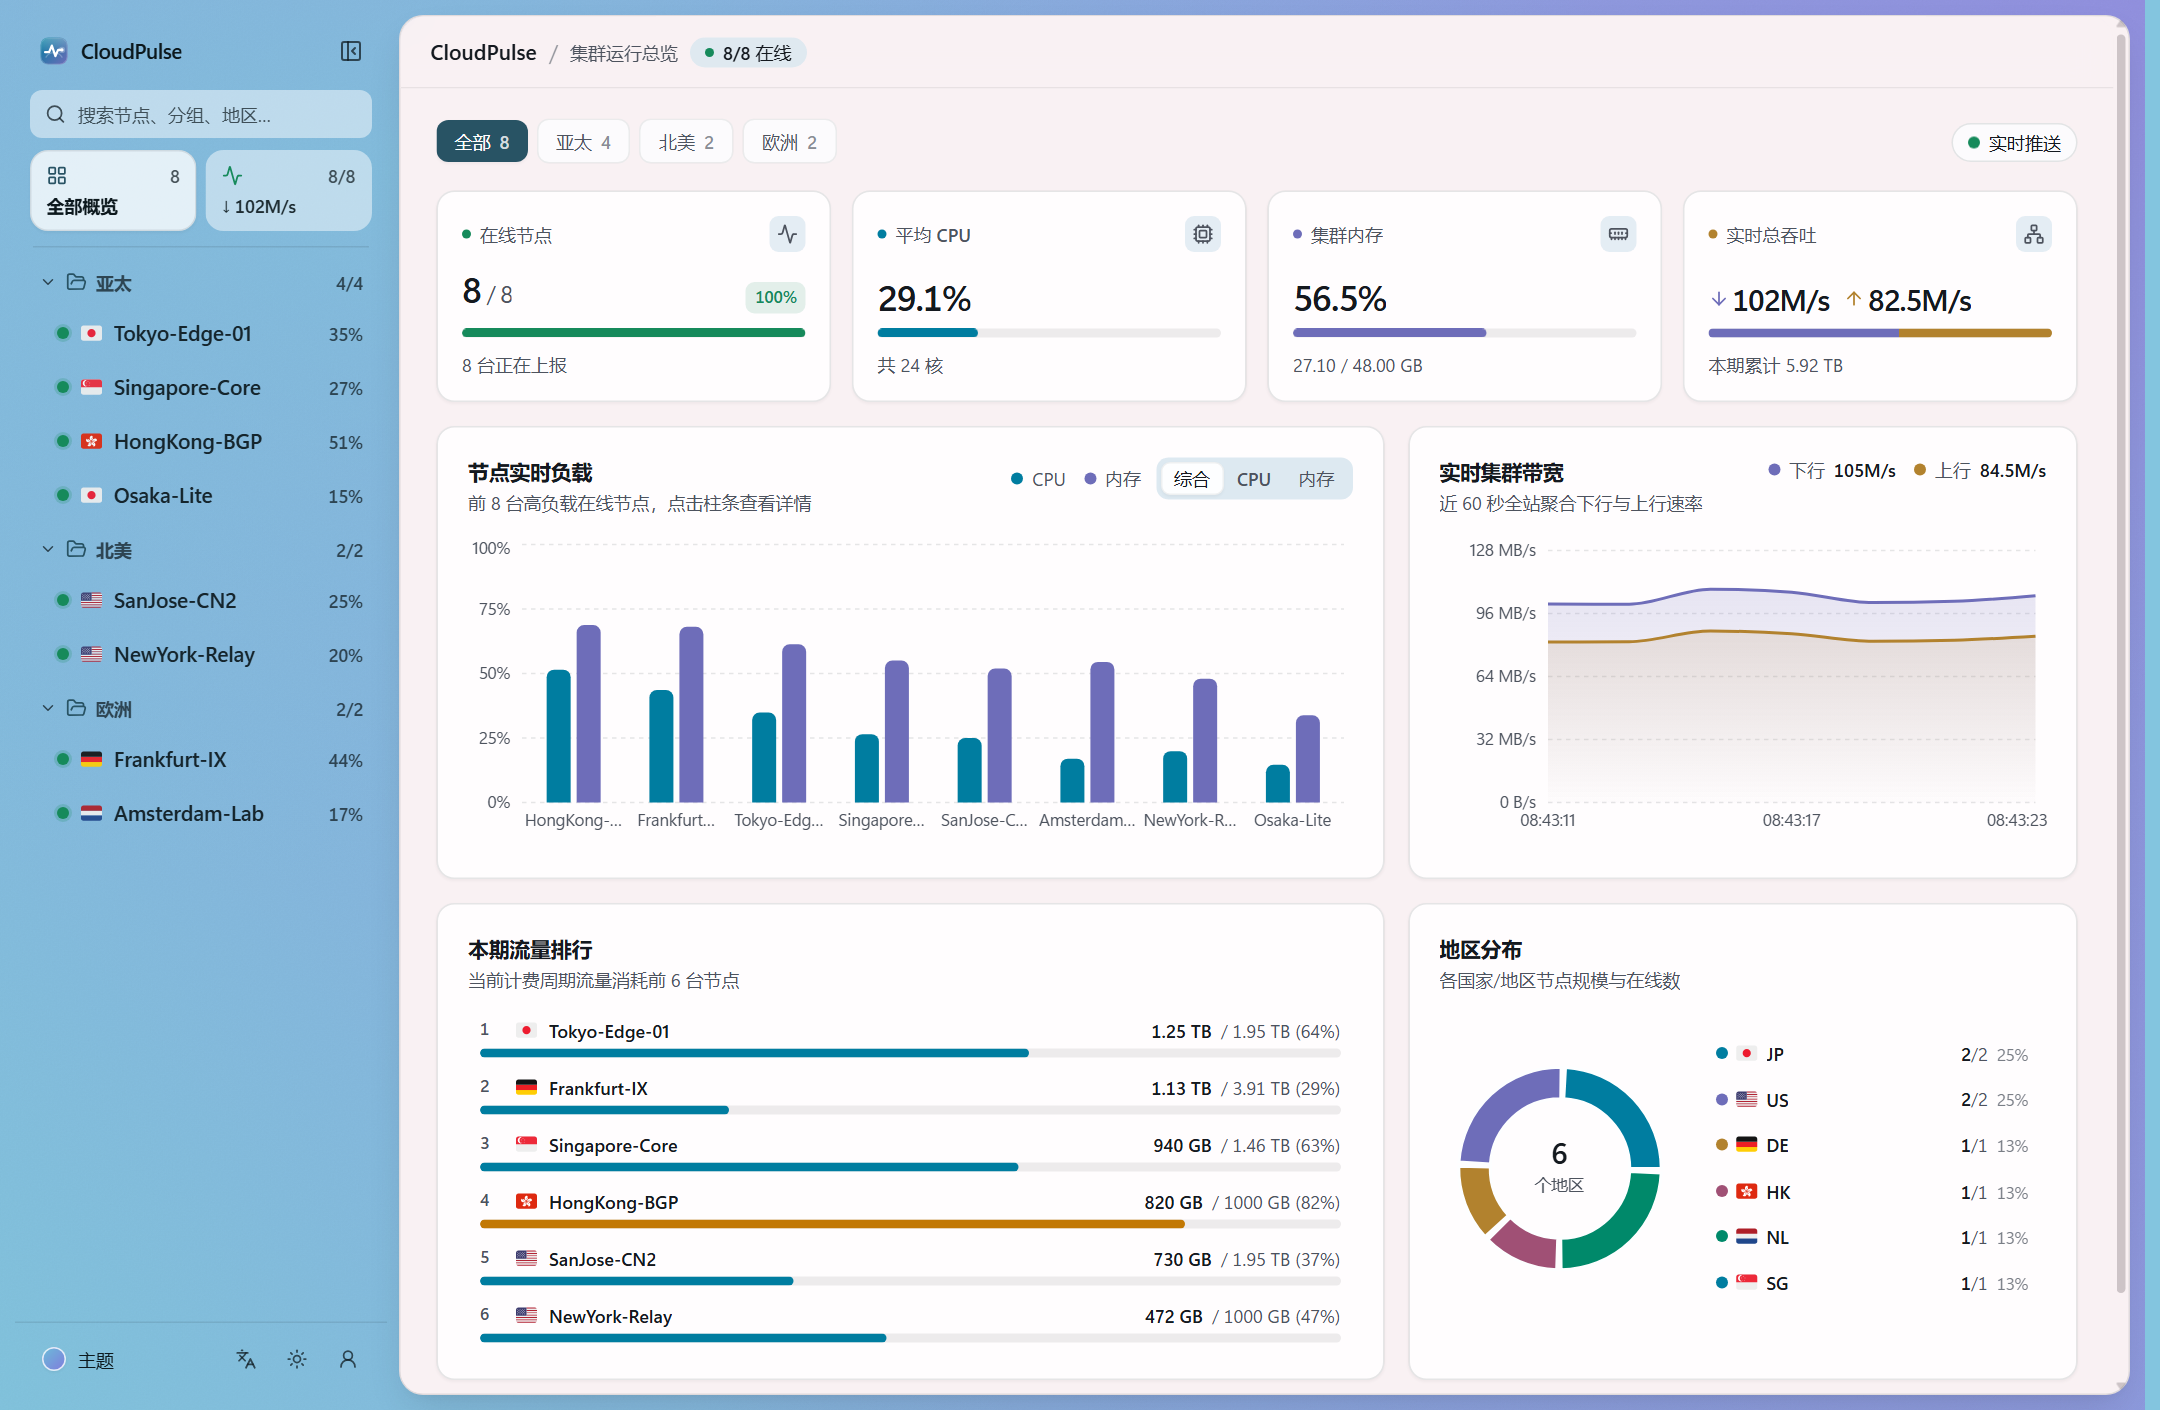 CloudPulse
搜索节点、分组、地区...
8
全部概览
8/8
↓102M/s
亚太 4/4
Tokyo-Edge-01 35%
Singapore-Core 27%
HongKong-BGP 51%
Osaka-Lite 15%
北美 2/2
SanJose-CN2 25%
NewYork-Relay 20%
欧洲 2/2
Frankfurt-IX 44%
Amsterdam-Lab 17%
主题
CloudPulse / 集群运行总览 8/8 在线
全部 8 亚太 4 北美 2 欧洲 2 实时推送
在线节点
8 / 8 100%
8 台正在上报
平均 CPU
29.1%
共 24 核
集群内存
56.5%
27.10 / 48.00 GB
实时总吞吐
↓102M/s ↑82.5M/s
本期累计 5.92 TB
节点实时负载
前 8 台高负载在线节点，点击柱条查看详情
CPU 内存 综合 CPU 内存
100%
75%
50%
25%
0%
HongKong-... Frankfurt... Tokyo-Edg... Singapore... SanJose-C... Amsterdam... NewYork-R... Osaka-Lite
实时集群带宽
近 60 秒全站聚合下行与上行速率
下行 105M/s 上行 84.5M/s
128 MB/s
96 MB/s
64 MB/s
32 MB/s
0 B/s
08:43:11 08:43:17 08:43:23
本期流量排行
当前计费周期流量消耗前 6 台节点
1 Tokyo-Edge-01 1.25 TB / 1.95 TB (64%)
2 Frankfurt-IX 1.13 TB / 3.91 TB (29%)
3 Singapore-Core 940 GB / 1.46 TB (63%)
4 HongKong-BGP 820 GB / 1000 GB (82%)
5 SanJose-CN2 730 GB / 1.95 TB (37%)
6 NewYork-Relay 472 GB / 1000 GB (47%)
地区分布
各国家/地区节点规模与在线数
6
个地区
JP 2/2 25%
US 2/2 25%
DE 1/1 13%
HK 1/1 13%
NL 1/1 13%
SG 1/1 13%